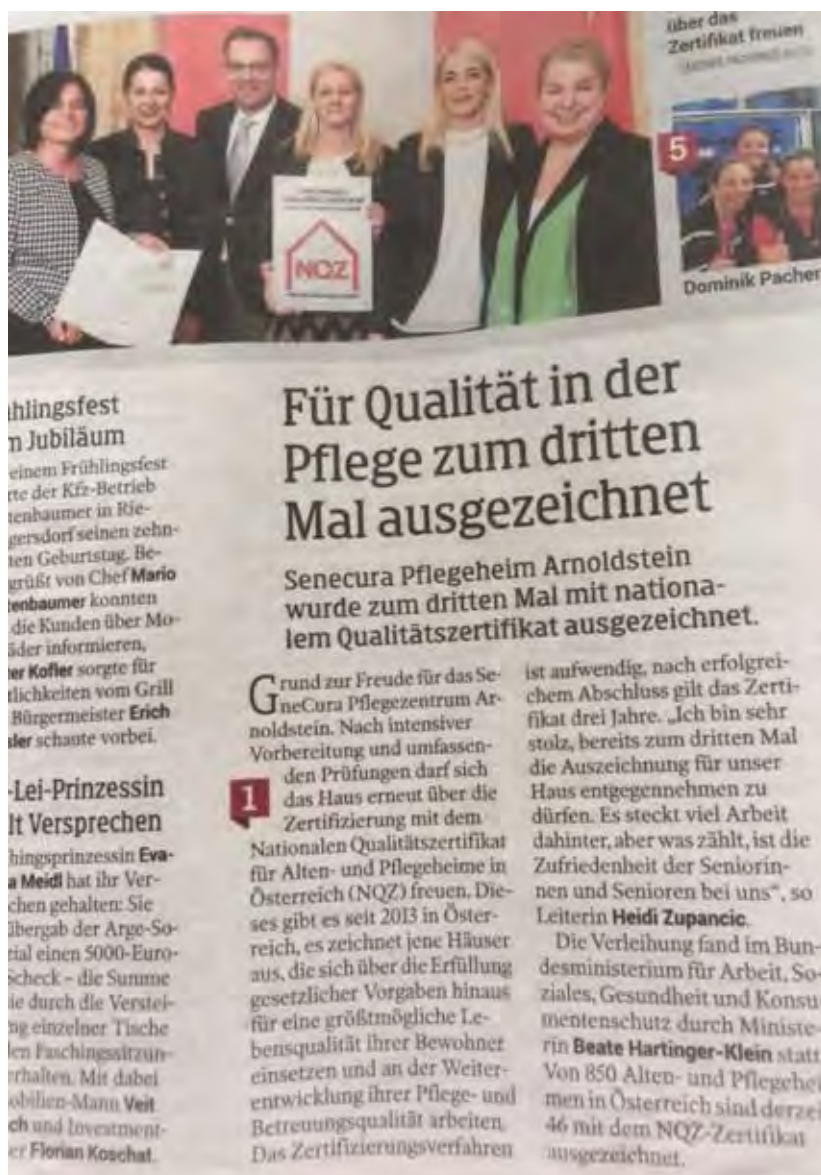 über das
Zertifikat freuen
5
NQZ
Dominik Pacher
hlingsfest
m Jubiläum
einem Frühlingsfest
rte der Kfz-Betrieb
tenbaumer in Rie-
gersdorf seinen zehn-
ten Geburtstag. Be-
grüßt von Chef Mario
tenbaumer konnten
die Kunden über Mo-
äder informieren,
er Kofler sorgte für
tlichkeiten vom Grill
Bürgermeister Erich
sler schaute vorbei.
-Lei-Prinzessin
lt Versprechen
hingsprinzessin Eva-
a Meidl hat ihr Ver-
chen gehalten: Sie
übergab der Arge-So-
zial einen 5000-Euro-
Scheck – die Summe
ie durch die Verstei-
ng einzelner Tische
en Faschingssitzun-
erhalten. Mit dabei
obilien-Mann Veit
ch und Investment-
er Florian Koschat.
Für Qualität in der
Pflege zum dritten
Mal ausgezeichnet
Senecura Pflegeheim Arnoldstein
wurde zum dritten Mal mit nationa-
lem Qualitätszertifikat ausgezeichnet.
Grund zur Freude für das Se-
neCura Pflegezentrum Ar-
noldstein. Nach intensiver
Vorbereitung und umfassen-
den Prüfungen darf sich
1
das Haus erneut über die
Zertifizierung mit dem
Nationalen Qualitätszertifikat
für Alten- und Pflegeheime in
Österreich (NQZ) freuen. Die-
ses gibt es seit 2013 in Öster-
reich, es zeichnet jene Häuser
aus, die sich über die Erfüllung
gesetzlicher Vorgaben hinaus
für eine größtmögliche Le-
bensqualität ihrer Bewohner
einsetzen und an der Weiter-
entwicklung ihrer Pflege- und
Betreuungsqualität arbeiten.
Das Zertifizierungsverfahren
ist aufwendig, nach erfolgrei-
chem Abschluss gilt das Zerti-
fikat drei Jahre. „Ich bin sehr
stolz, bereits zum dritten Mal
die Auszeichnung für unser
Haus entgegennehmen zu
dürfen. Es steckt viel Arbeit
dahinter, aber was zählt, ist die
Zufriedenheit der Seniorin-
nen und Senioren bei uns“, so
Leiterin Heidi Zupancic.
Die Verleihung fand im Bun-
desministerium für Arbeit, So-
ziales, Gesundheit und Konsu
mentenschutz durch Ministe-
rin Beate Hartinger-Klein statt
Von 850 Alten- und Pflegehei
men in Österreich sind derzei
46 mit dem NQZ-Zertifikat
ausgezeichnet.